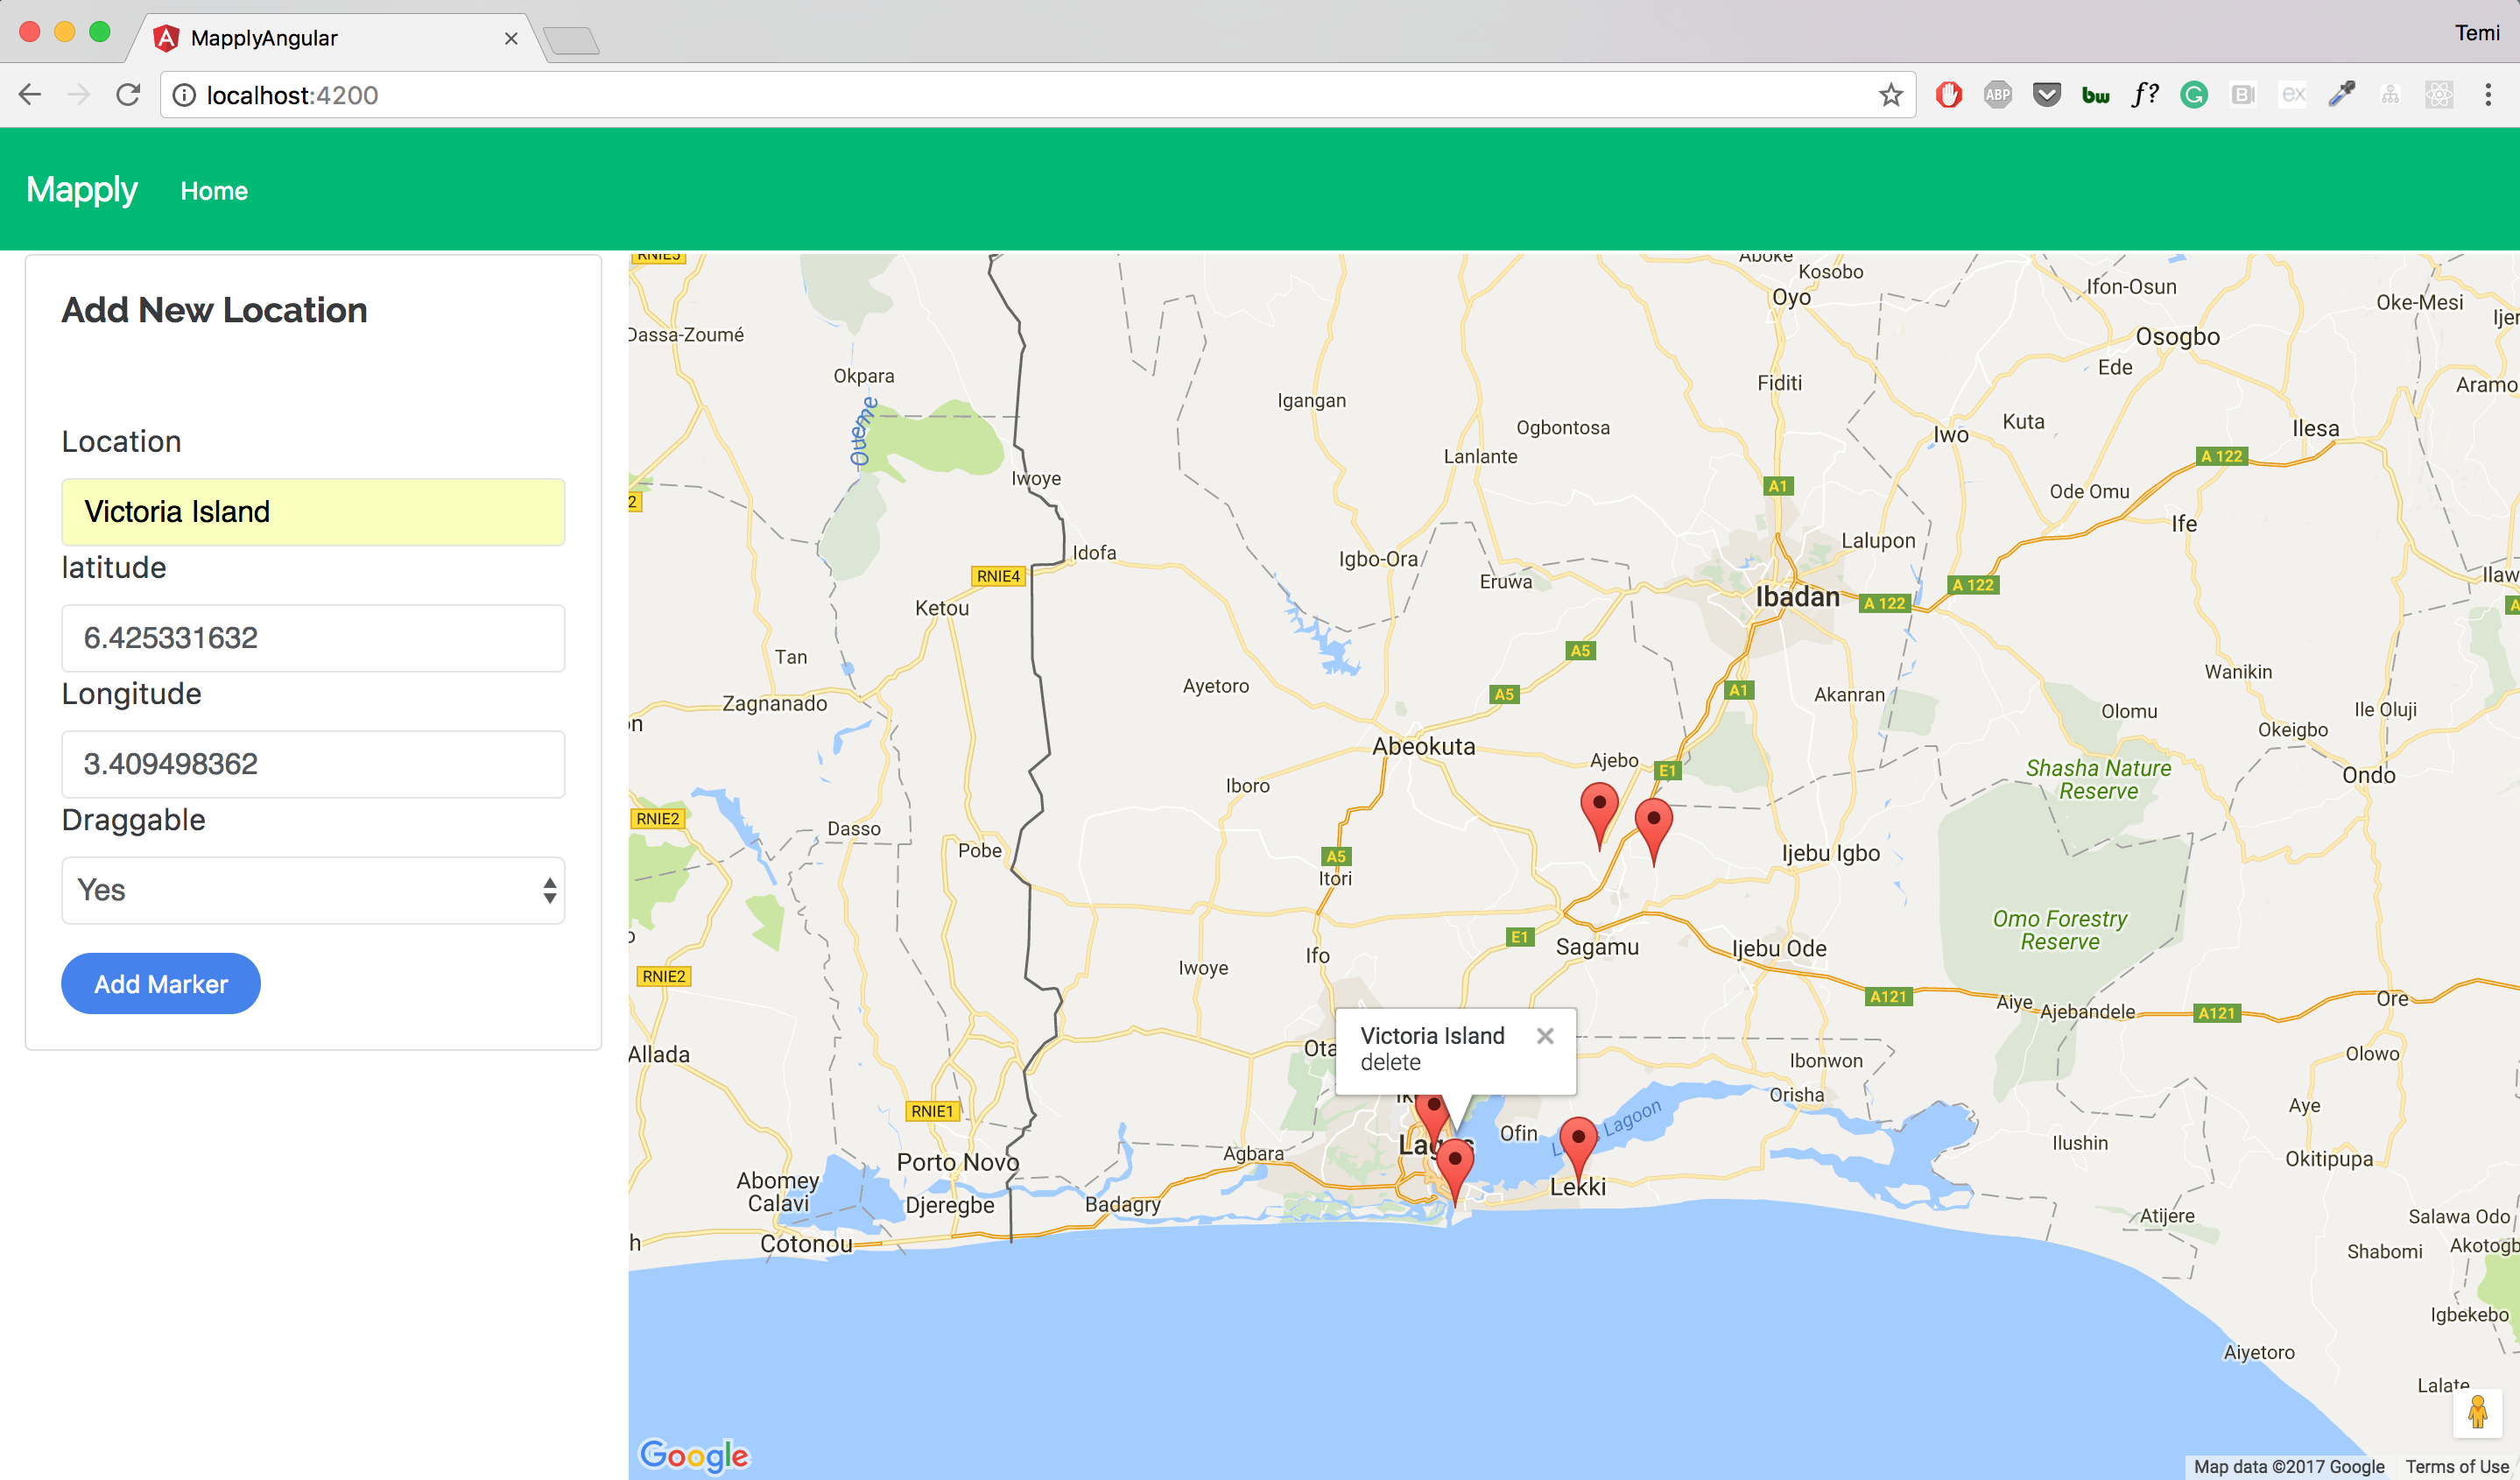 MapplyAngular
Temi
localhost:4200
ABP
bw
f?
G
B
ex
Mapply
Home
Add New Location
Location
Victoria Island
latitude
6.425331632
Longitude
3.409498362
Draggable
Yes
Add Marker
RNIE5
Aboke
Kosobo
Ifon-Osun
Oyo
Oke-Mesi
Dassa-Zoumé
Osogbo
Okpara
Fiditi
Ede
Aramo
Igangan
Oueme
Ogbontosa
Iwo
Kuta
Ilesa
Lanlante
A 122
Iwoye
A1
Ode Omu
Ife
Idofa
Igbo-Ora
Lalupon
RNIE4
Eruwa
A 122
Ibadan
A 122
Ketou
A5
Tan
Ayetoro
A5
A1
Akanran
Wanikin
Zagnanado
Olomu
Ile Oluji
Okeigbo
Abeokuta
Ajebo
E1
Shasha Nature
Reserve
Ondo
Iboro
RNIE2
Dasso
Pobe
A5
Itori
Ijebu Igbo
Omo Forestry
Reserve
E1
Sagamu
Ijebu Ode
Ifo
Iwoye
RNIE2
A121
Aiye
Ajebandele
A121
Ore
Victoria Island
delete
Ota
Allada
Ibonwon
Olowo
Orisha
RNIE1
Aye
Lagoon
Ofin
Lagos
Ilushin
Agbara
Porto Novo
Okitipupa
Abomey
Calavi
Lekki
Djeregbe
Badagry
Atijere
Salawa Odo
Cotonou
Shabomi
Igbekebo
Aiyetoro
Lalate
Google
Map data ©2017 Google
Terms of Use